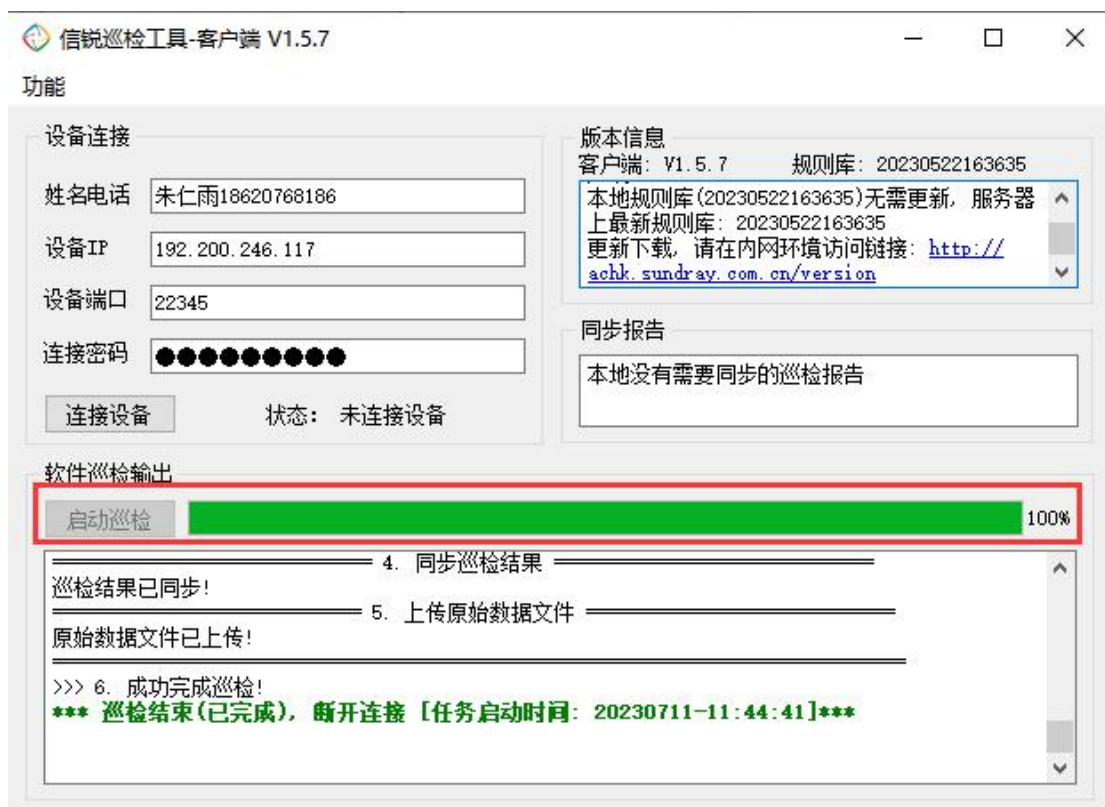 信锐巡检工具-客户端 V1.5.7
功能
设备连接
姓名电话 朱仁雨18620768186
设备IP 192.200.246.117
设备端口 22345
连接密码 ●●●●●●●●●
连接设备 状态： 未连接设备
版本信息
客户端: V1.5.7 规则库: 20230522163635
本地规则库(20230522163635)无需更新, 服务器
上最新规则库: 20230522163635
更新下载, 请在内网环境访问链接: http://
achk.sundray.com.cn/version
同步报告
本地没有需要同步的巡检报告
软件巡检输出
启动巡检 100%
4. 同步巡检结果
巡检结果已同步!
5. 上传原始数据文件
原始数据文件已上传!
>>> 6. 成功完成巡检!
*** 巡检结束(已完成), 断开连接 [任务启动时间: 20230711-11:44:41]***